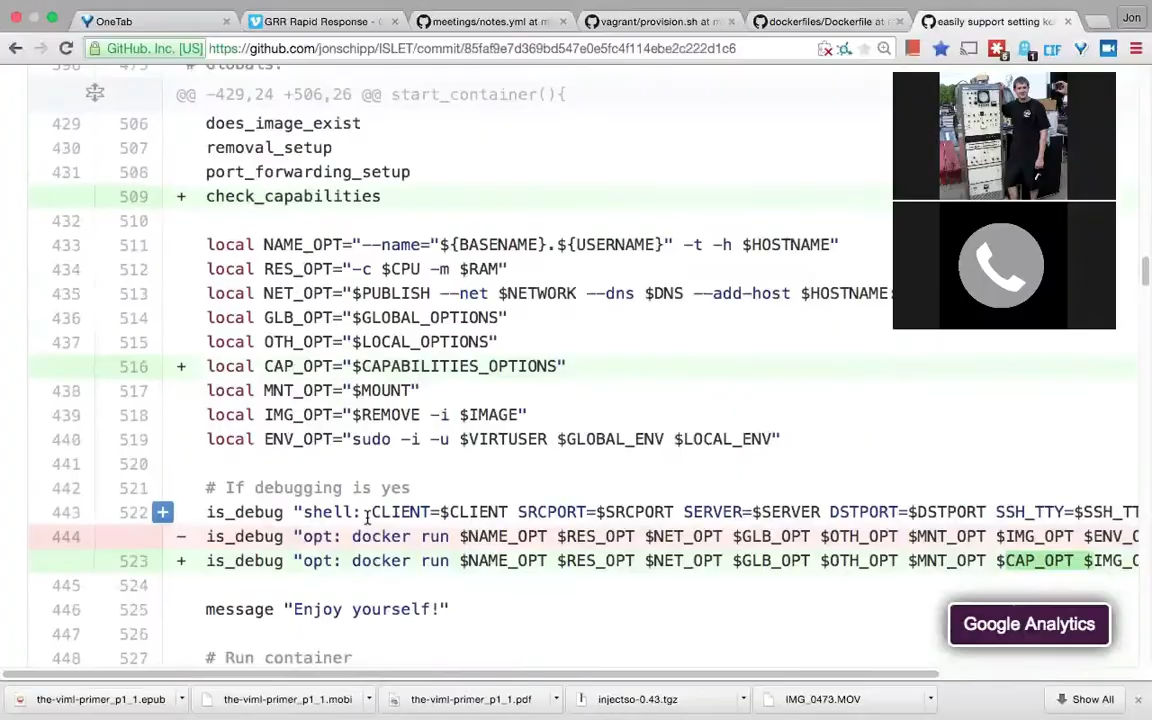 OneTab
GRR Rapid Response - (
meetings/notes.yml at m
vagrant/provision.sh at m
dockerfiles/Dockerfile at
easily support setting ke
Jon
GitHub, Inc. [US]
https://github.com/jonschipp/ISLET/commit/85faf9e7d369bd547e0e5fc4f114ebe2c222d1c6
CIF
# Globals:
@@ -429,24 +506,26 @@ start_container(){
429 506 does_image_exist
430 507 removal_setup
431 508 port_forwarding_setup
509 + check_capabilities
432 510
433 511 local NAME_OPT="--name="${BASENAME}.${USERNAME}" -t -h $HOSTNAME"
434 512 local RES_OPT="-c $CPU -m $RAM"
435 513 local NET_OPT="$PUBLISH --net $NETWORK --dns $DNS --add-host $HOSTNAME:
436 514 local GLB_OPT="$GLOBAL_OPTIONS"
437 515 local OTH_OPT="$LOCAL_OPTIONS"
516 + local CAP_OPT="$CAPABILITIES_OPTIONS"
438 517 local MNT_OPT="$MOUNT"
439 518 local IMG_OPT="$REMOVE -i $IMAGE"
440 519 local ENV_OPT="sudo -i -u $VIRTUSER $GLOBAL_ENV $LOCAL_ENV"
441 520
442 521 # If debugging is yes
443 522 + is_debug "shell: CLIENT=$CLIENT SRCPORT=$SRCPORT SERVER=$SERVER DSTPORT=$DSTPORT SSH_TTY=$SSH_TT
444 - is_debug "opt: docker run $NAME_OPT $RES_OPT $NET_OPT $GLB_OPT $OTH_OPT $MNT_OPT $IMG_OPT $ENV_O
523 + is_debug "opt: docker run $NAME_OPT $RES_OPT $NET_OPT $GLB_OPT $OTH_OPT $MNT_OPT $CAP_OPT $IMG_O
445 524
446 525 message "Enjoy yourself!"
447 526
448 527 # Run container
Google Analytics
the-viml-primer_p1_1.epub
the-viml-primer_p1_1.mobi
the-viml-primer_p1_1.pdf
injectso-0.43.tgz
IMG_0473.MOV
Show All